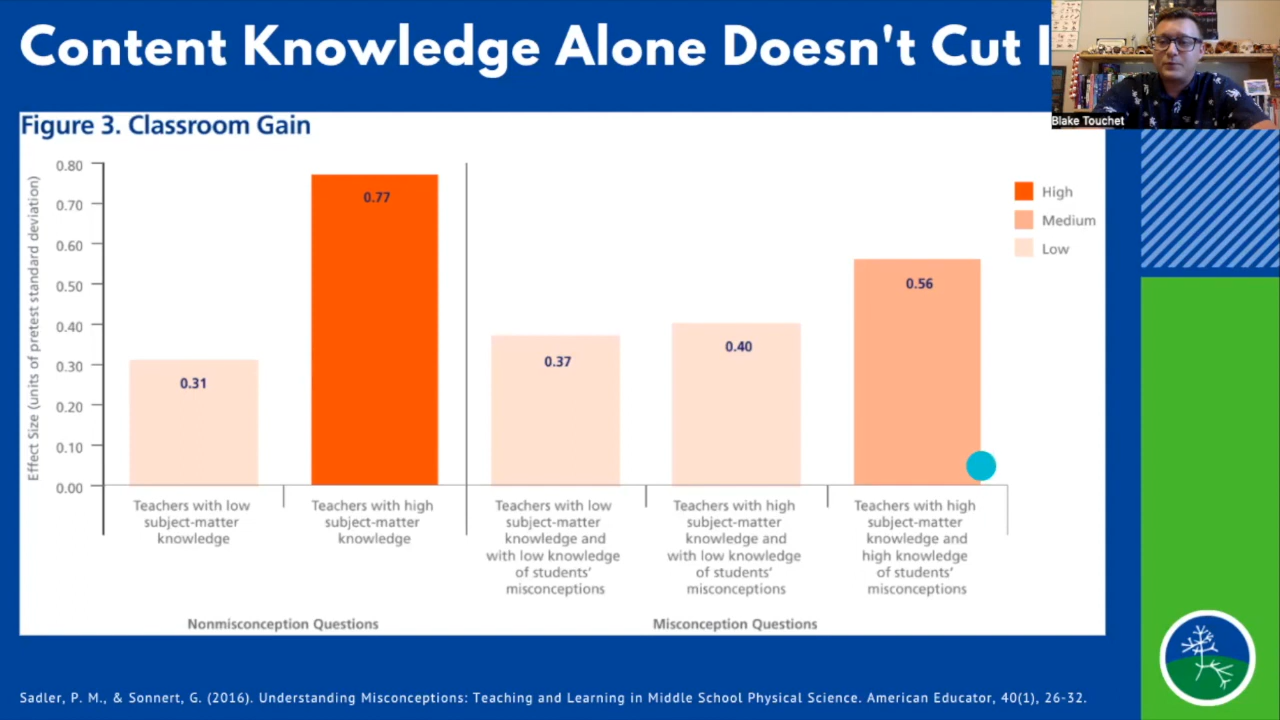 Content Knowledge Alone Doesn't Cut
Blake Touchet
Figure 3. Classroom Gain
Effect Size (units of pretest standard deviation)
0.80
0.70
0.60
0.50
0.40
0.30
0.20
0.10
0.00
0.31
0.77
0.37
0.40
0.56
High
Medium
Low
Teachers with low
subject-matter
knowledge
Teachers with high
subject-matter
knowledge
Teachers with low
subject-matter
knowledge and
with low knowledge
of students'
misconceptions
Teachers with high
subject-matter
knowledge and
with low knowledge
of students'
misconceptions
Teachers with high
subject-matter
knowledge and
high knowledge
of students'
misconceptions
Nonmisconception Questions
Misconception Questions
Sadler, P. M., & Sonnert, G. (2016). Understanding Misconceptions: Teaching and Learning in Middle School Physical Science. American Educator, 40(1), 26-32.